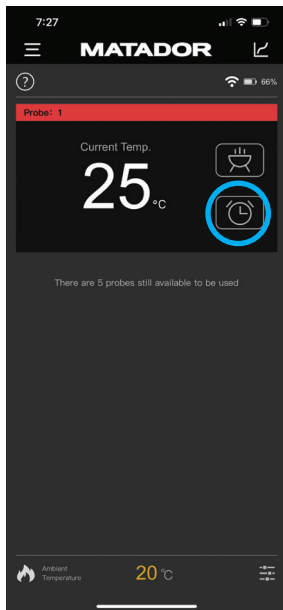 7:27
MATADOR
?
66%
Probe: 1
Current Temp.
25°C
There are 5 probes still available to be used
Ambient
Temperature
20 °C